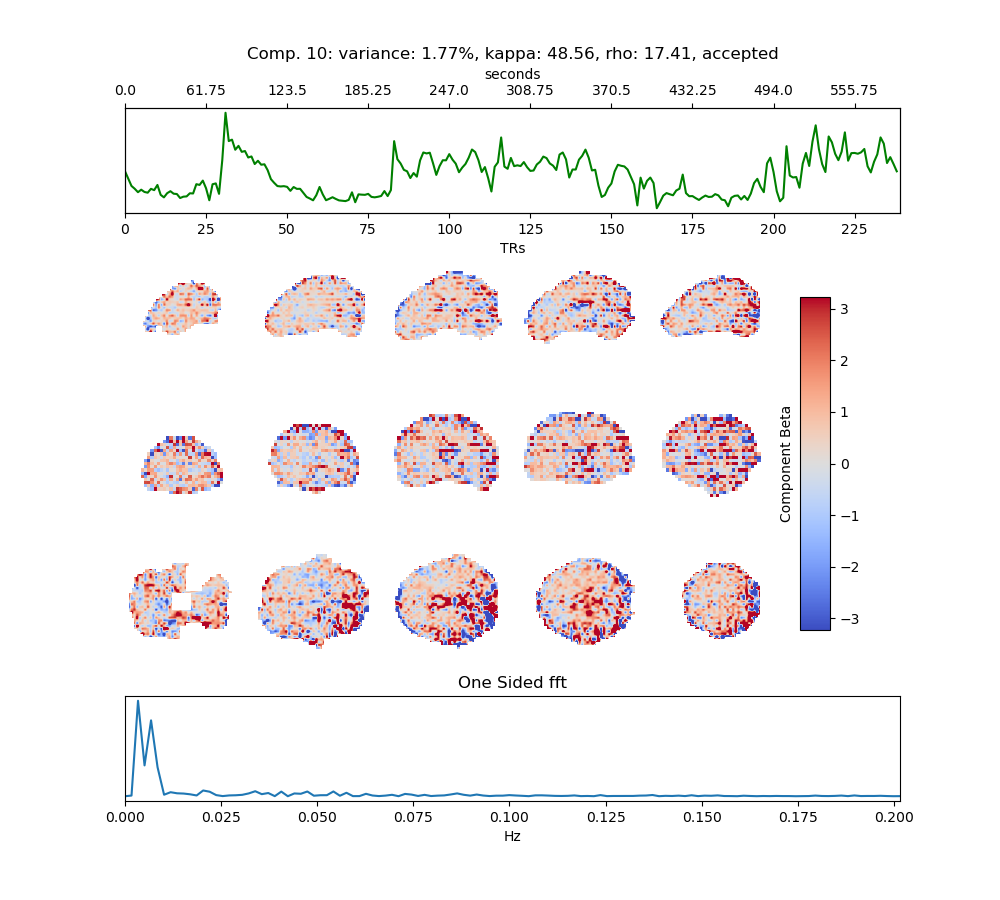 Comp. 10: variance: 1.77%, kappa: 48.56, rho: 17.41, accepted
seconds
0.0 61.75 123.5 185.25 247.0 308.75 370.5 432.25 494.0 555.75
0 25 50 75 100 125 150 175 200 225
TRs
3
2
1
0
−1
−2
−3
Component Beta
One Sided fft
0.000 0.025 0.050 0.075 0.100 0.125 0.150 0.175 0.200
Hz